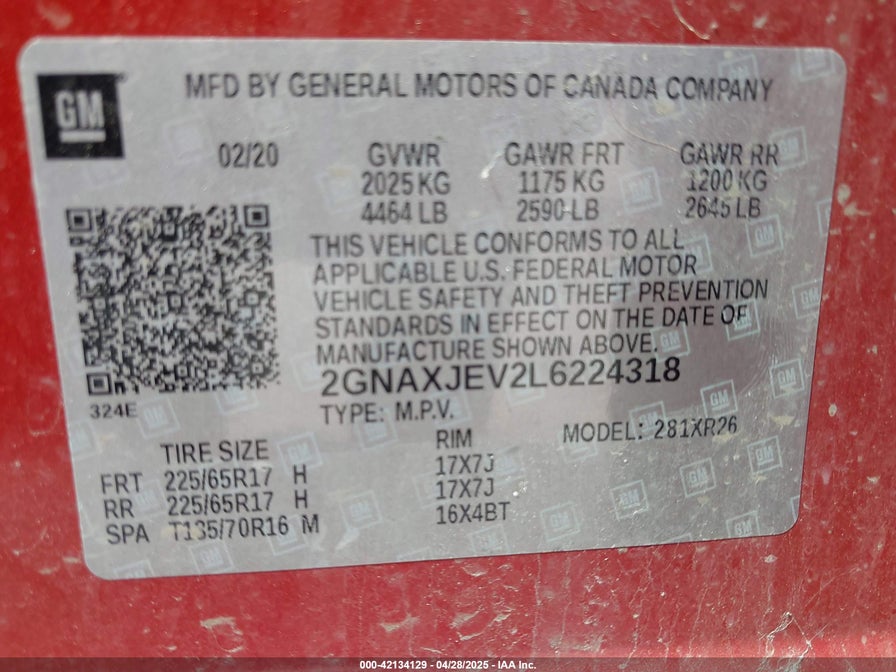 GM
MFD BY GENERAL MOTORS OF CANADA COMPANY
02/20 GVWR GAWR FRT GAWR RR
2025 KG 1175 KG 1200 KG
4464 LB 2590 LB 2645 LB
THIS VEHICLE CONFORMS TO ALL
APPLICABLE U.S. FEDERAL MOTOR
VEHICLE SAFETY AND THEFT PREVENTION
STANDARDS IN EFFECT ON THE DATE OF
MANUFACTURE SHOWN ABOVE.
2GNAXJEV2L6224318
324E
TYPE: M.P.V. MODEL: 281XR26
TIRE SIZE RIM
FRT 225/65R17 H 17X7J
RR 225/65R17 H 17X7J
SPA T135/70R16 M 16X4BT
000-42134129 - 04/28/2025 - IAA Inc.